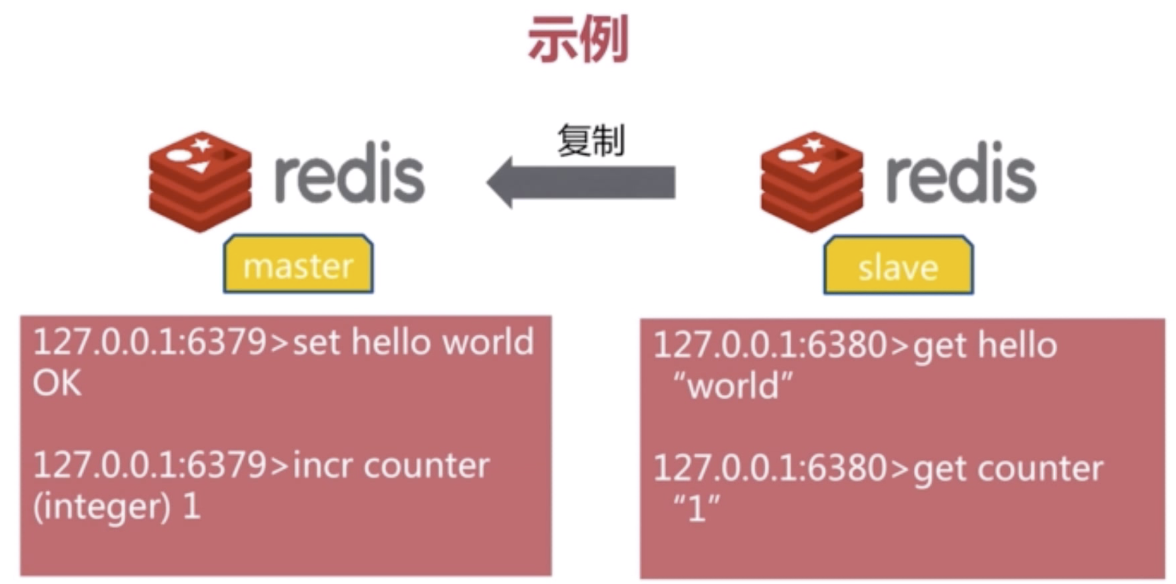 示例
复制
redis
redis
master
slave
127.0.0.1:6379>set hello world
OK
127.0.0.1:6379>incr counter
(integer) 1
127.0.0.1:6380>get hello
“world”
127.0.0.1:6380>get counter
“1”